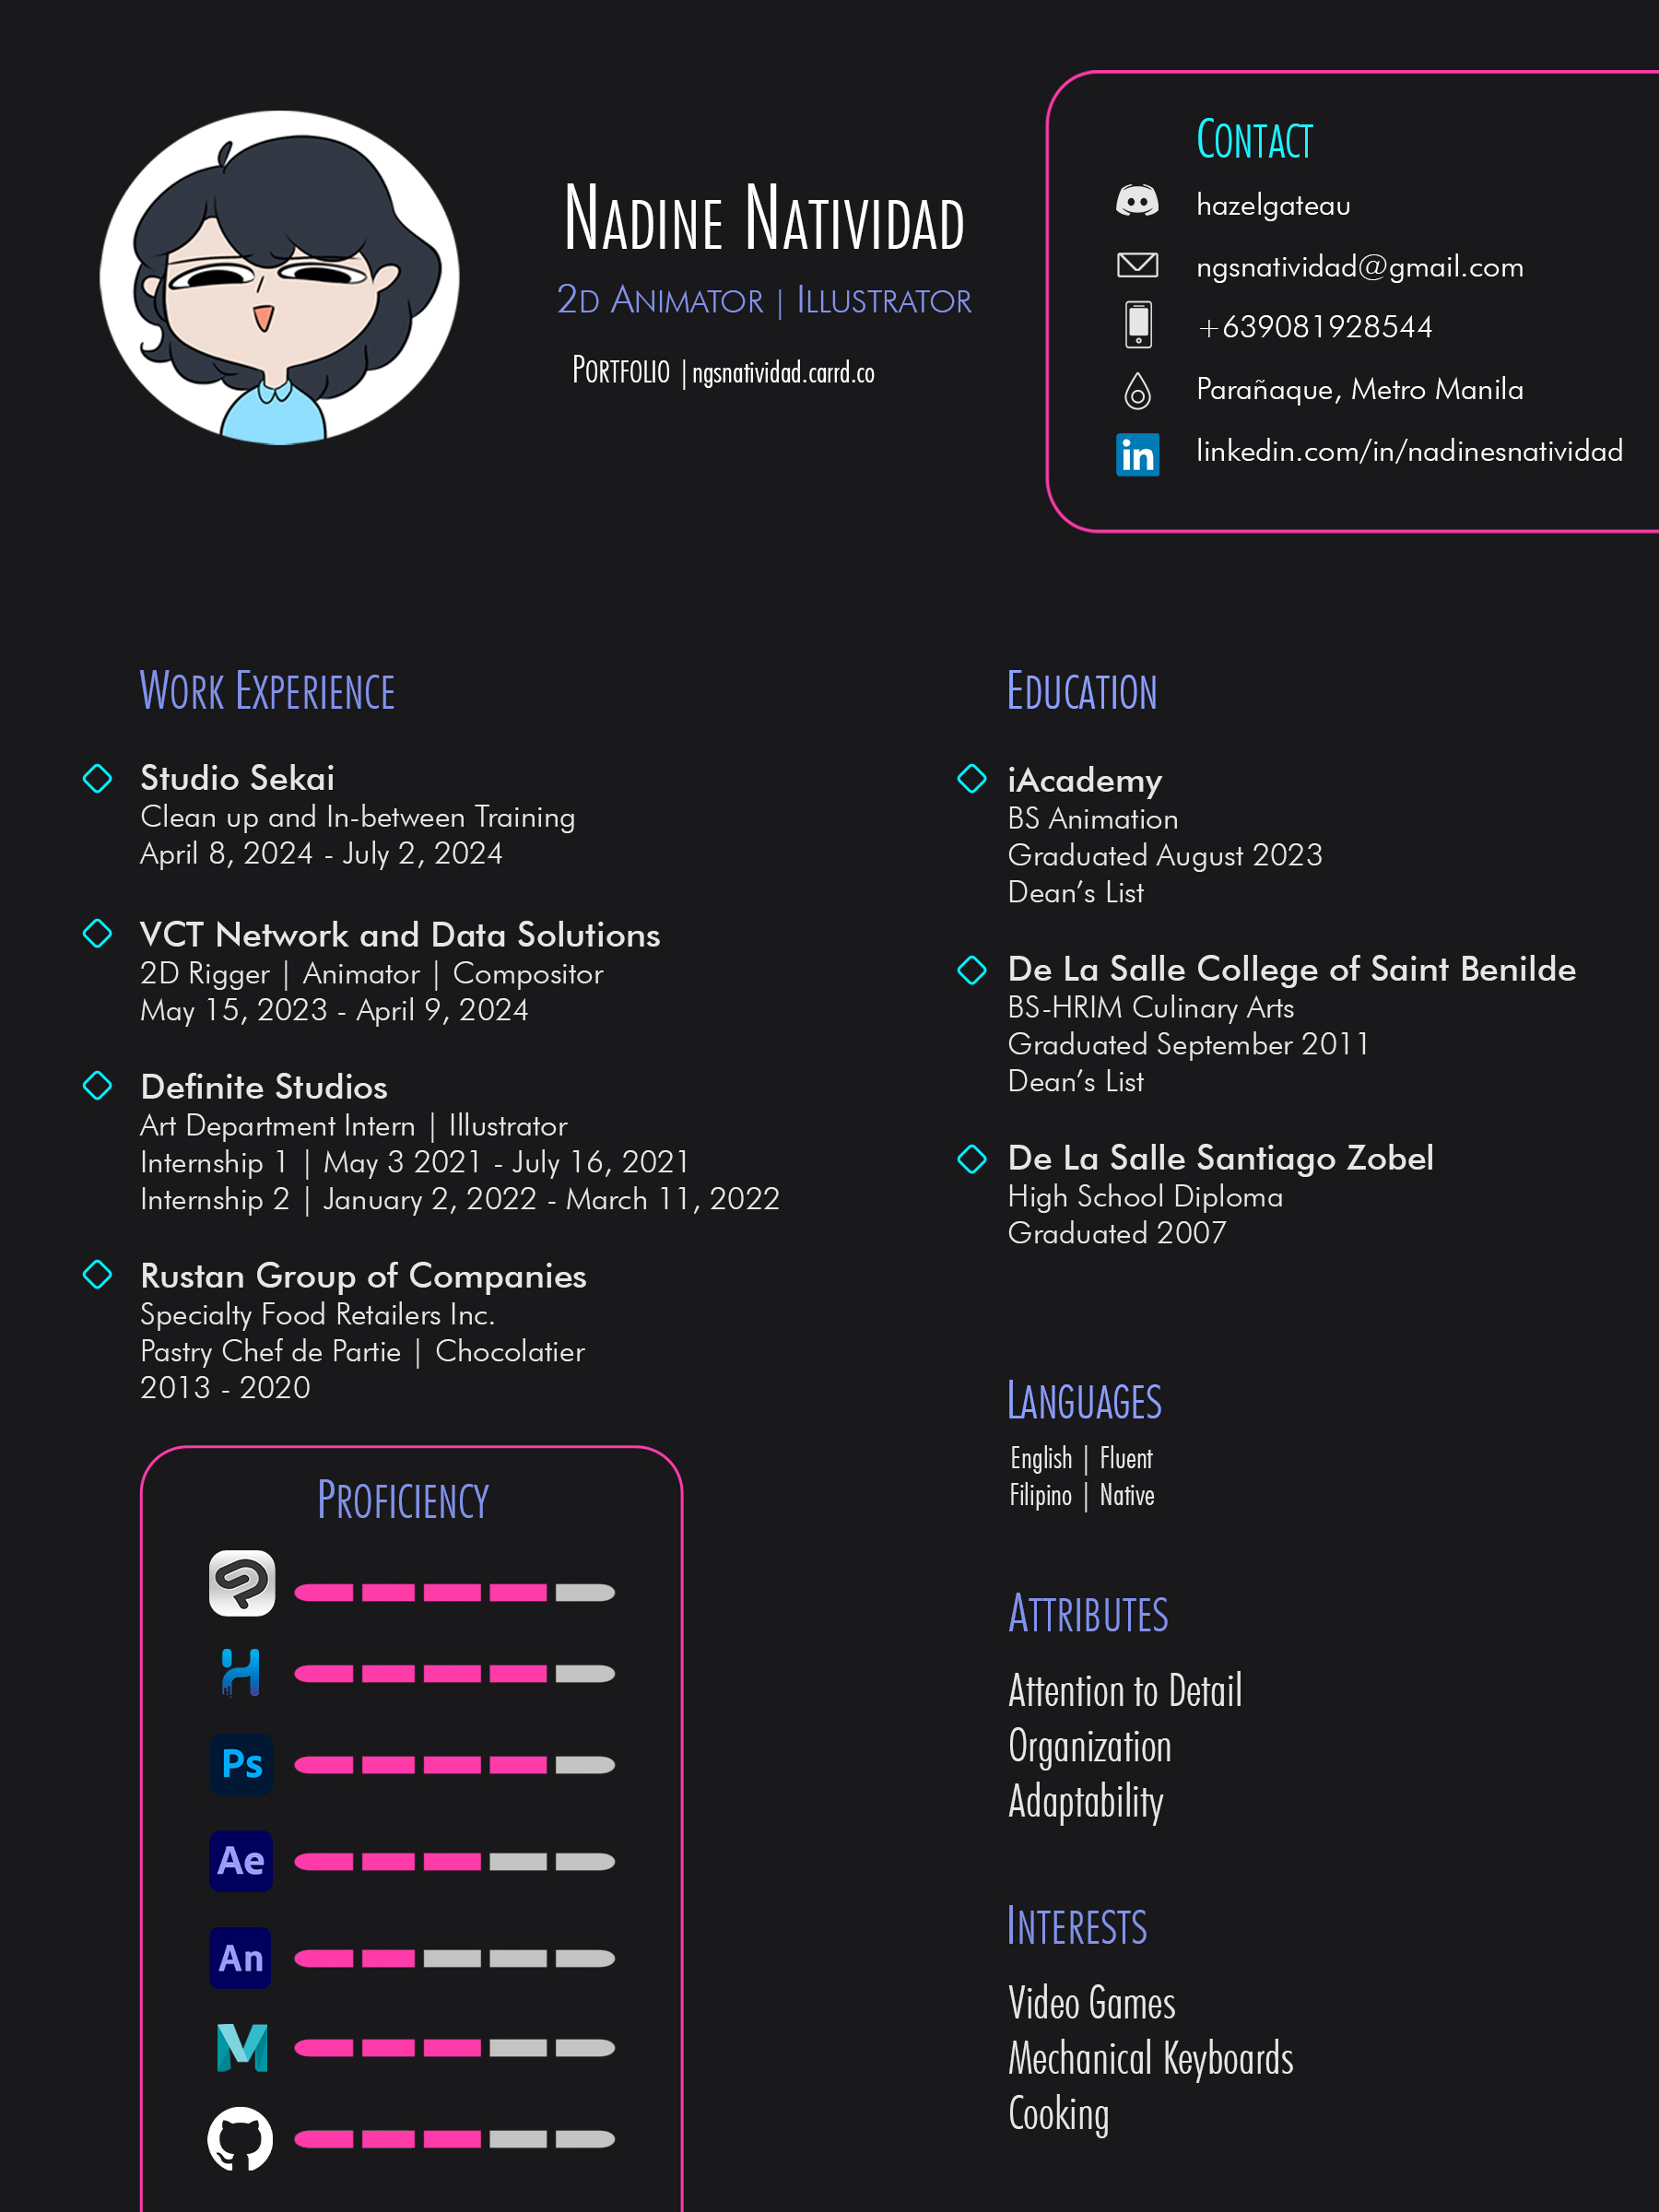 Nadine Natividad
2D Animator | Illustrator
Portfolio | ngsnatividad.carrd.co
Contact
hazelgateau
ngsnatividad@gmail.com
+639081928544
Parañaque, Metro Manila
in
linkedin.com/in/nadinesnatividad
Work Experience
Studio Sekai
Clean up and In-between Training
April 8, 2024 - July 2, 2024
VCT Network and Data Solutions
2D Rigger | Animator | Compositor
May 15, 2023 - April 9, 2024
Definite Studios
Art Department Intern | Illustrator
Internship 1 | May 3 2021 - July 16, 2021
Internship 2 | January 2, 2022 - March 11, 2022
Rustan Group of Companies
Specialty Food Retailers Inc.
Pastry Chef de Partie | Chocolatier
2013 - 2020
Proficiency
Ps
Ae
An
Education
iAcademy
BS Animation
Graduated August 2023
Dean’s List
De La Salle College of Saint Benilde
BS-HRIM Culinary Arts
Graduated September 2011
Dean’s List
De La Salle Santiago Zobel
High School Diploma
Graduated 2007
Languages
English | Fluent
Filipino | Native
Attributes
Attention to Detail
Organization
Adaptability
Interests
Video Games
Mechanical Keyboards
Cooking